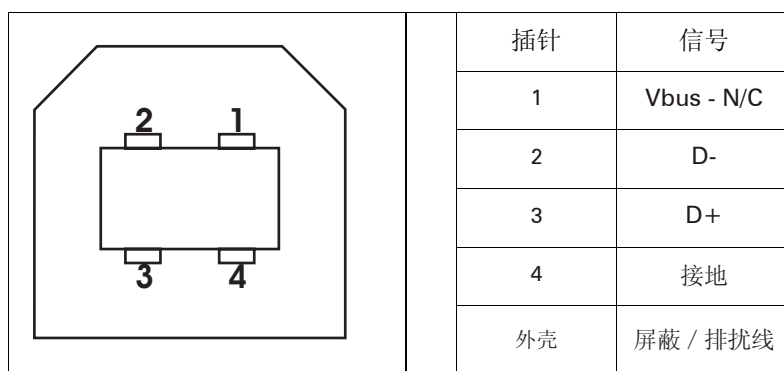 2 1
3 4
插针 信号
1 Vbus - N/C
2 D-
3 D+
4 接地
外壳 屏蔽 / 排扰线